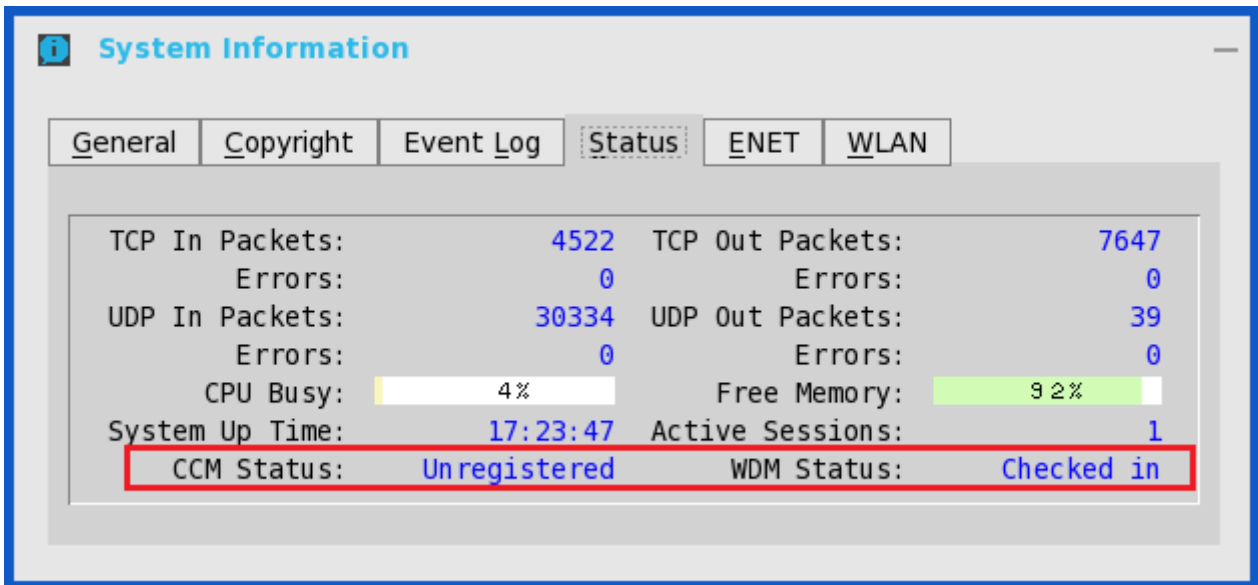 System Information
General Copyright Event Log Status ENET WLAN
TCP In Packets: 4522 TCP Out Packets: 7647
Errors: 0 Errors: 0
UDP In Packets: 30334 UDP Out Packets: 39
Errors: 0 Errors: 0
CPU Busy: 4% Free Memory: 92%
System Up Time: 17:23:47 Active Sessions: 1
CCM Status: Unregistered WDM Status: Checked in